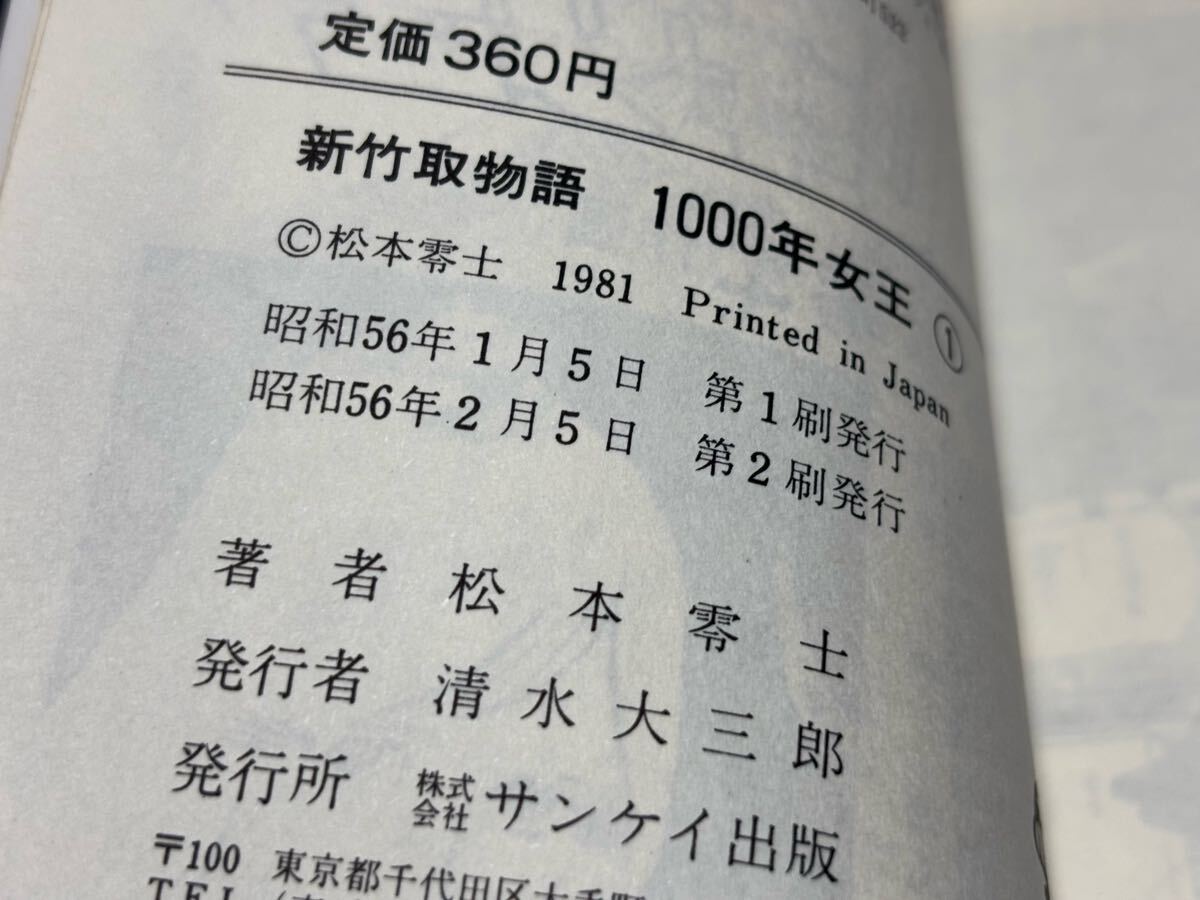 定価360円
新竹取物語 1000年女王 ①
©松本零士 1981 Printed in Japan
昭和56年1月5日 第1刷発行
昭和56年2月5日 第2刷発行
著者 松本零士
発行者 清水大三郎
発行所 株式会社 サンケイ出版
〒100 東京都千代田区大手町
TEL